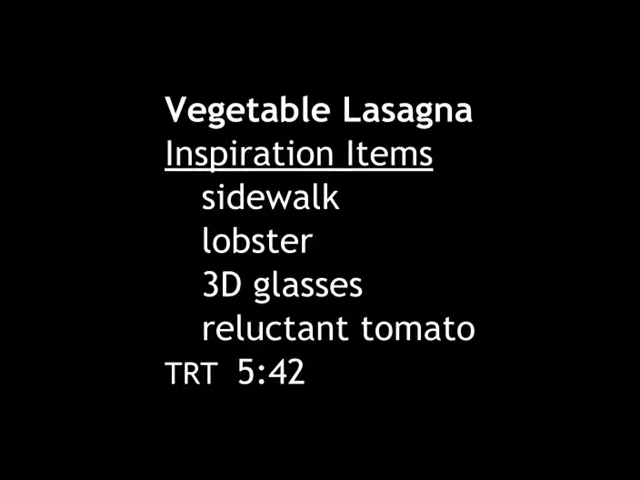 Vegetable Lasagna
Inspiration Items
sidewalk
lobster
3D glasses
reluctant tomato
TRT 5:42